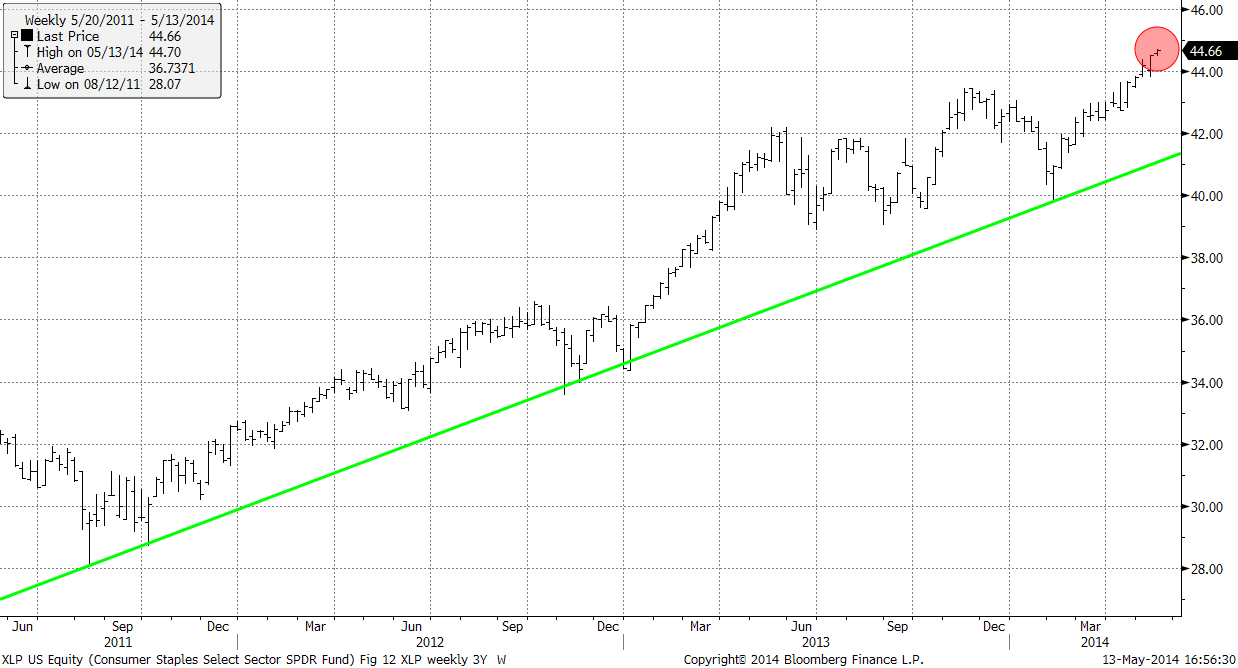 Weekly 5/20/2011 - 5/13/2014
Last Price 44.66
High on 05/13/14 44.70
Average 36.7371
Low on 08/12/11 28.07
46.00
44.66
44.00
42.00
40.00
38.00
36.00
34.00
32.00
30.00
28.00
Jun Sep Dec Mar Jun Sep Dec Mar Jun Sep Dec Mar
2011 2012 2013 2014
XLP US Equity (Consumer Staples Select Sector SPDR Fund) Fig 12 XLP weekly 3Y W Copyright© 2014 Bloomberg Finance L.P. 13-May-2014 16:56:30